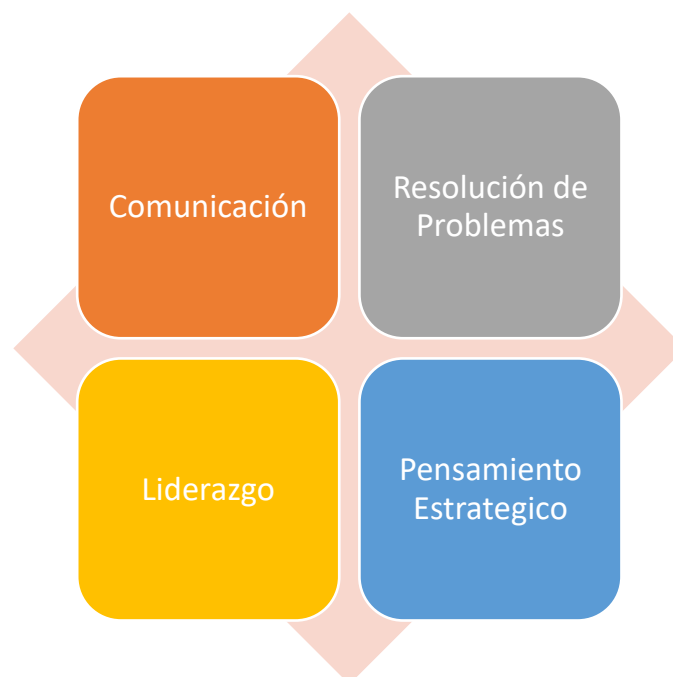 Comunicación
Resolución de
Problemas
Liderazgo
Pensamiento
Estrategico